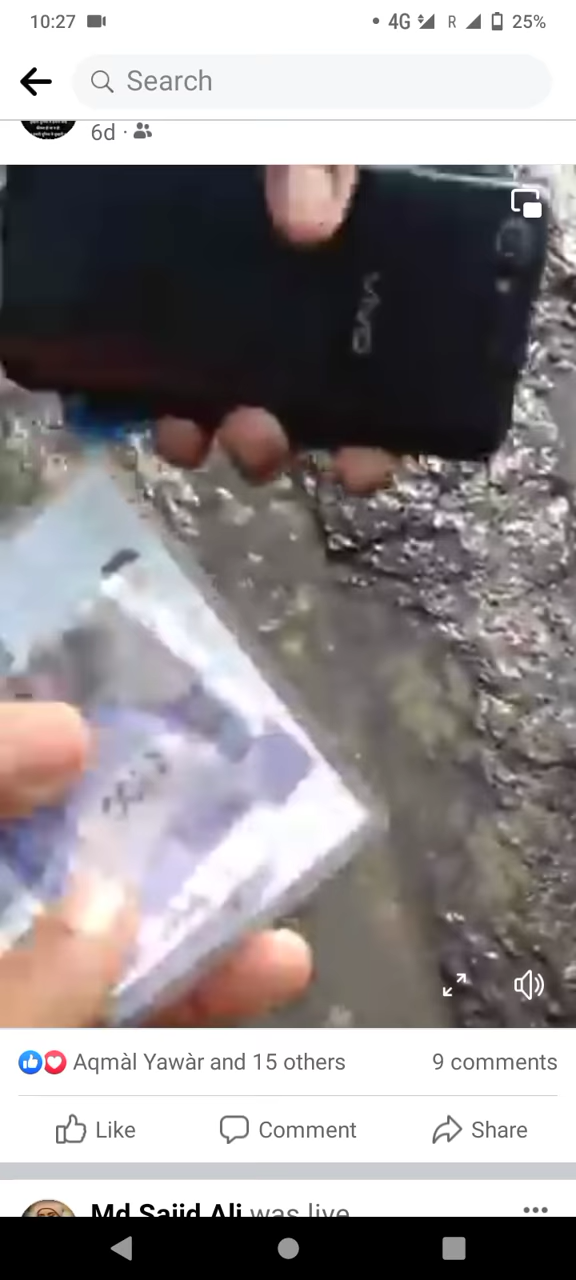 10:27
4G R 25%
Search
6d
vivo
Aqmàl Yawàr and 15 others 9 comments
Like Comment Share
Md Sajid Ali was live.